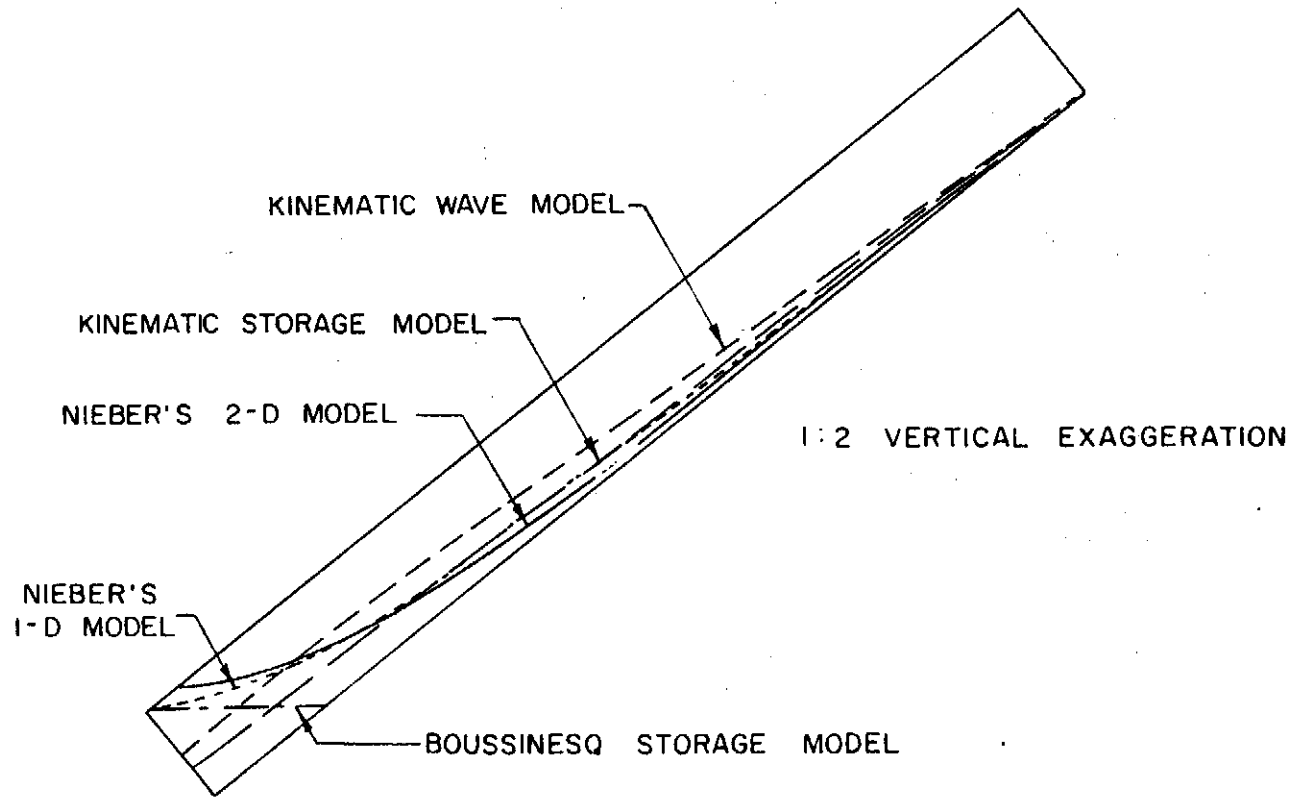 KINEMATIC WAVE MODEL
KINEMATIC STORAGE MODEL
NIEBER'S 2-D MODEL
1:2 VERTICAL EXAGGERATION
NIEBER'S
1-D MODEL
BOUSSINESQ STORAGE MODEL